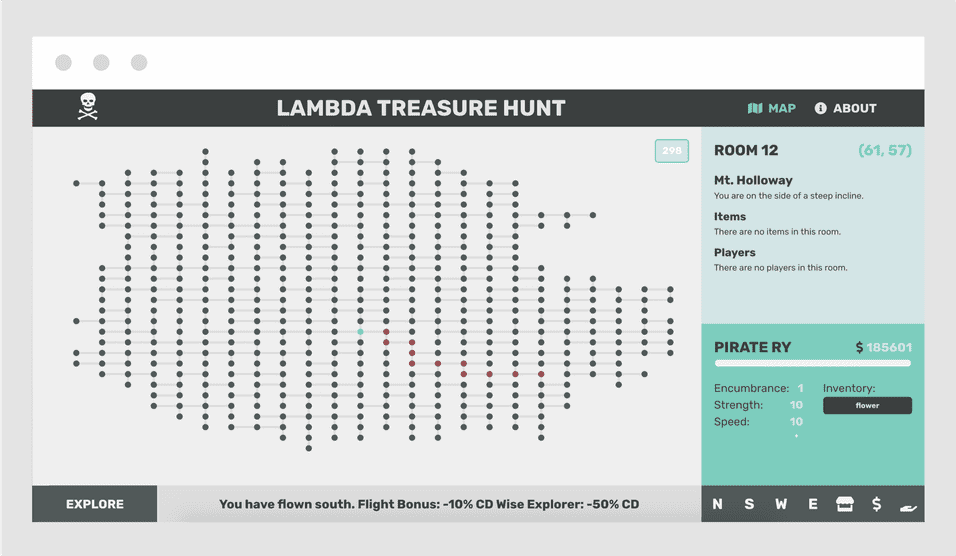 LAMBDA TREASURE HUNT
MAP
ABOUT
298
ROOM 12
(61, 57)
Mt. Holloway
You are on the side of a steep incline.
Items
There are no items in this room.
Players
There are no players in this room.
PIRATE RY
$ 185601
Encumbrance: 1
Strength: 10
Speed: 10
Inventory:
flower
EXPLORE
You have flown south. Flight Bonus: -10% CD Wise Explorer: -50% CD
N S W E $